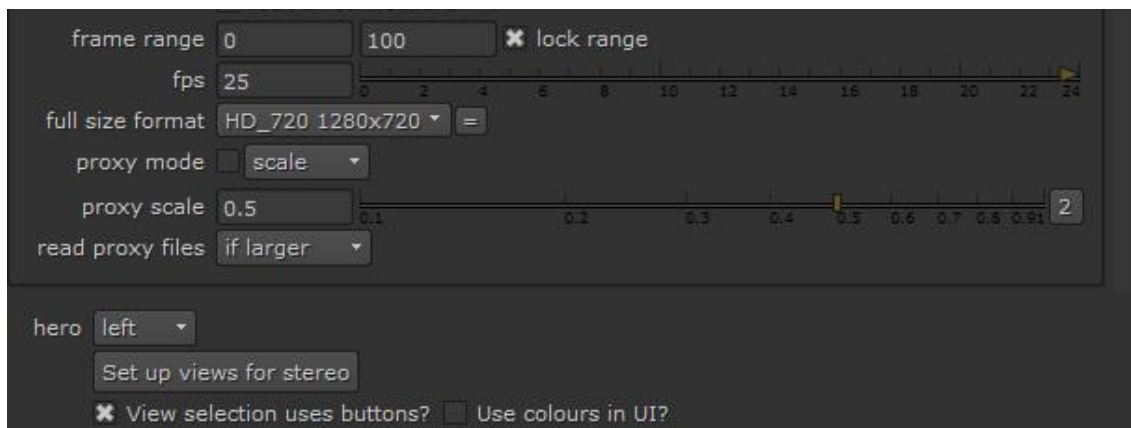 frame range 0 100 lock range
fps 25
0 2 4 6 8 10 12 14 16 18 20 22 24
full size format HD_720 1280x720 =
proxy mode scale
proxy scale 0.5 2
0.1 0.2 0.3 0.4 0.5 0.6 0.7 0.8 0.91
read proxy files if larger
hero left
Set up views for stereo
View selection uses buttons? Use colours in UI?